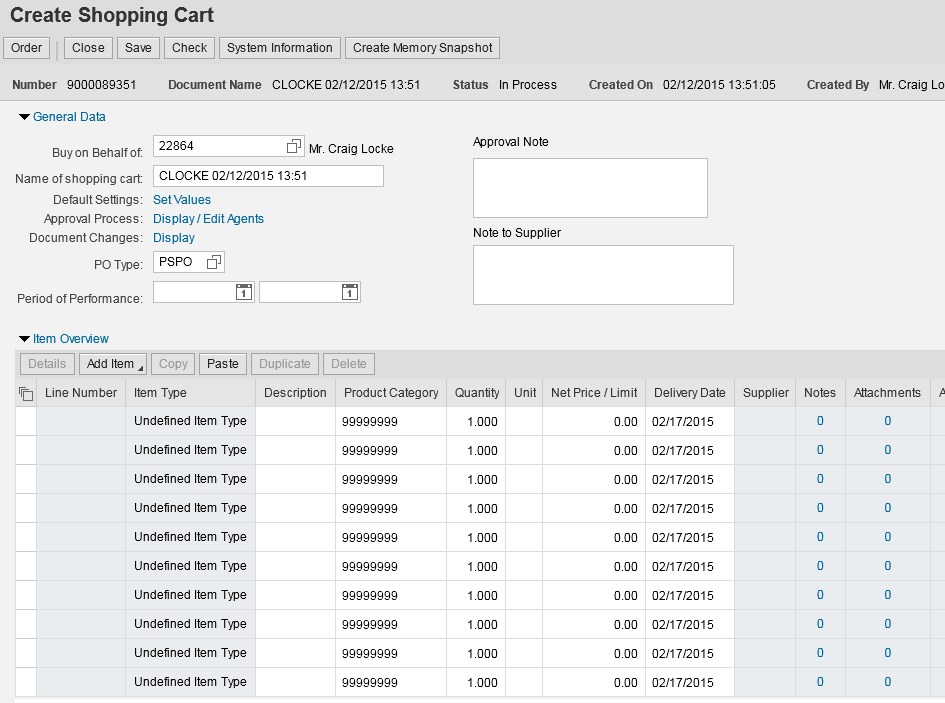 Create Shopping Cart
Order Close Save Check System Information Create Memory Snapshot
Number 9000089351 Document Name CLOCKE 02/12/2015 13:51 Status In Process Created On 02/12/2015 13:51:05 Created By Mr. Craig Lo
General Data
Buy on Behalf of: 22864 Mr. Craig Locke
Name of shopping cart: CLOCKE 02/12/2015 13:51
Default Settings: Set Values
Approval Process: Display / Edit Agents
Document Changes: Display
PO Type: PSPO
Period of Performance: 1 1
Approval Note
Note to Supplier
Item Overview
Details Add Item Copy Paste Duplicate Delete
Line Number Item Type Description Product Category Quantity Unit Net Price / Limit Delivery Date Supplier Notes Attachments A
Undefined Item Type 99999999 1.000 0.00 02/17/2015 0 0
Undefined Item Type 99999999 1.000 0.00 02/17/2015 0 0
Undefined Item Type 99999999 1.000 0.00 02/17/2015 0 0
Undefined Item Type 99999999 1.000 0.00 02/17/2015 0 0
Undefined Item Type 99999999 1.000 0.00 02/17/2015 0 0
Undefined Item Type 99999999 1.000 0.00 02/17/2015 0 0
Undefined Item Type 99999999 1.000 0.00 02/17/2015 0 0
Undefined Item Type 99999999 1.000 0.00 02/17/2015 0 0
Undefined Item Type 99999999 1.000 0.00 02/17/2015 0 0
Undefined Item Type 99999999 1.000 0.00 02/17/2015 0 0